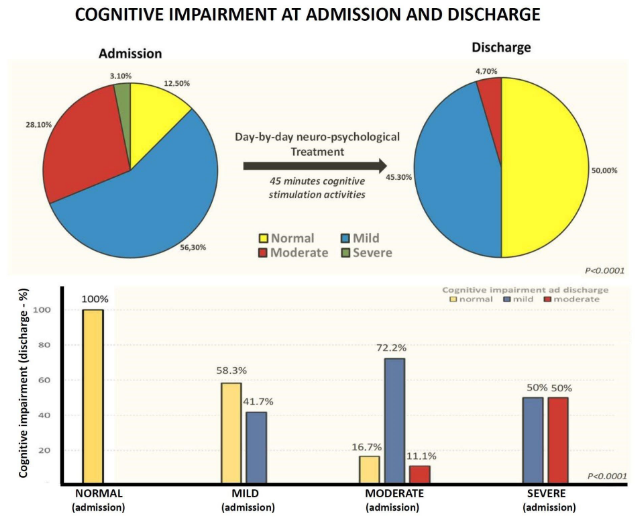 COGNITIVE IMPAIRMENT AT ADMISSION AND DISCHARGE
Admission
Discharge
3.10%
12.50%
28.10%
56,30%
Day-by-day neuro-psychological
Treatment
45 minutes cognitive
stimulation activities
4.70%
45.30%
50,00%
Normal
Mild
Moderate
Severe
P<0.0001
Cognitive impairment (discharge - %)
100
80
60
40
20
Cognitive impairment ad discharge
normal
mild
moderate
100%
58.3%
41.7%
16.7%
72.2%
11.1%
50%
50%
P<0.0001
NORMAL
(admission)
MILD
(admission)
MODERATE
(admission)
SEVERE
(admission)